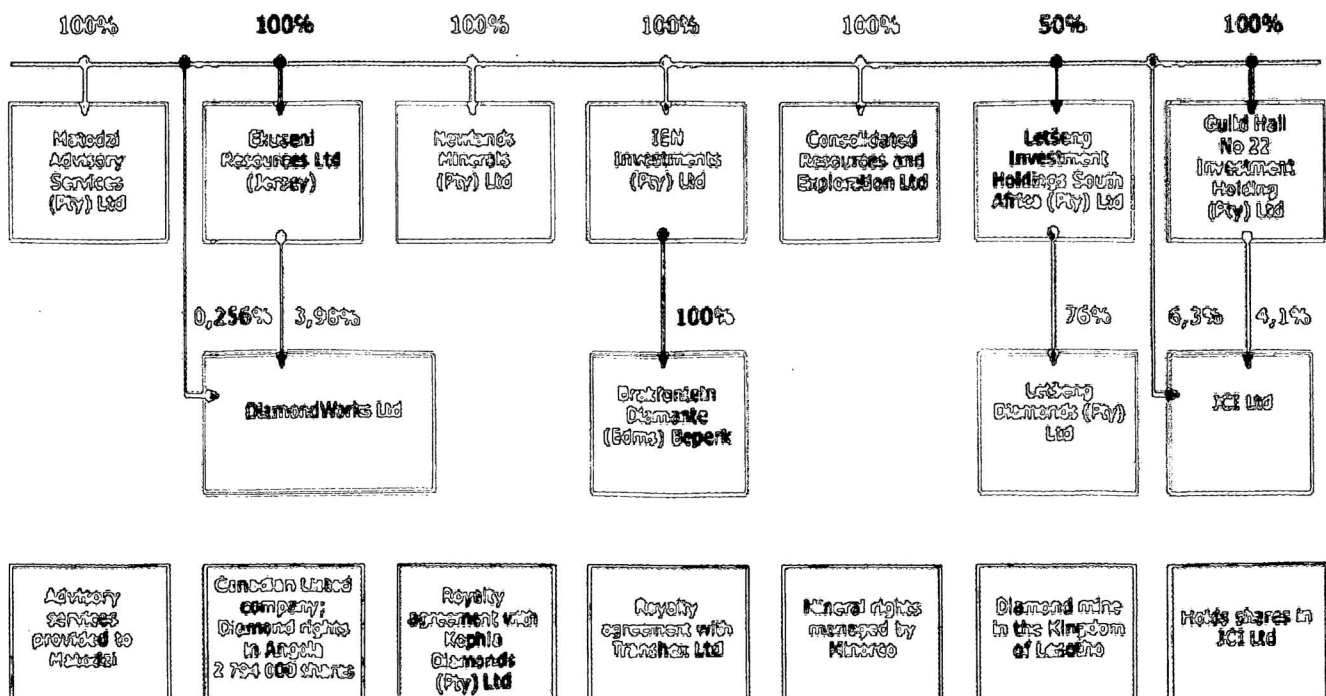 100%
100%
100%
100%
100%
50%
100%
Matodzi
Advisory
Services
(Pty) Ltd
Ekuseni
Resources Ltd
(Jersey)
Newlands
Minerals
(Pty) Ltd
IEN
Investments
(Pty) Ltd
Consolidated
Resources and
Exploration Ltd
Letseng
Investment
Holdings South
Africa (Pty) Ltd
Guild Hall
No 22
Investment
Holding
(Pty) Ltd
0,256%
3,98%
100%
76%
6,3%
4,1%
DiamondWorks Ltd
Brakfontein
Diamante
(Edms) Beperk
Letseng
Diamonds (Pty)
Ltd
JCI Ltd
Advisory
services
provided to
Matodzi
Canadian Listed
company;
Diamond rights
in Angola
2 794 000 shares
Royalty
agreement with
Diamonds
(Pty) Ltd
Royalty
agreement with
Transhex Ltd
Mineral rights
managed by
Minorco
Diamond mine
in the Kingdom
of Lesotho
Holds shares in
JCI Ltd